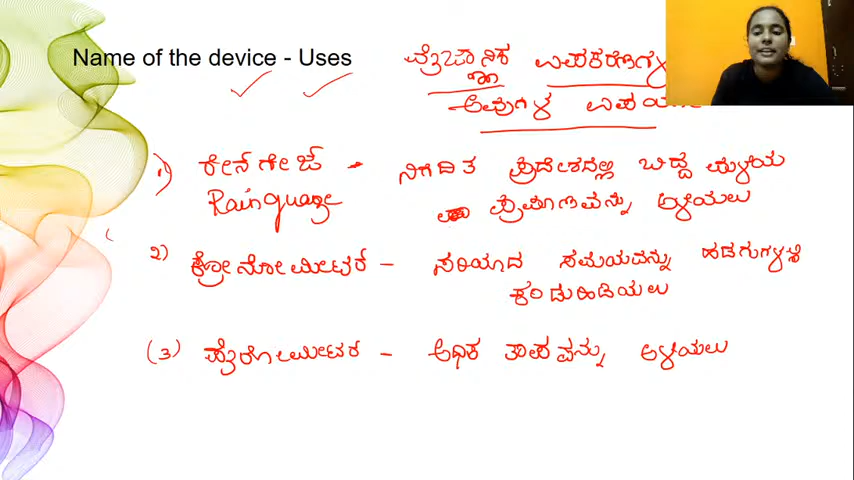 Name of the device - Uses
ವೈಜ್ಞಾನಿಕ ಉಪಕರಣಗಳ
ಅವುಗಳ ಉಪಯೋಗ
1) ರೇನ್ ಗೇಜ್ - ನಿಗದಿತ ಪ್ರದೇಶದಲ್ಲಿ ಬಿದ್ದ ಮಳೆಯ
Rainguage ಪ್ರಮಾಣವನ್ನು ಅಳೆಯಲು
2) ಕ್ರೋನೋಮೀಟರ್ - ಸರಿಯಾದ ಸಮಯವನ್ನು ಹಡಗುಗಳಲ್ಲಿ
ಕಂಡುಹಿಡಿಯಲು
(3) ಪೈರೋಮೀಟರ್ - ಅಧಿಕ ತಾಪವನ್ನು ಅಳೆಯಲು